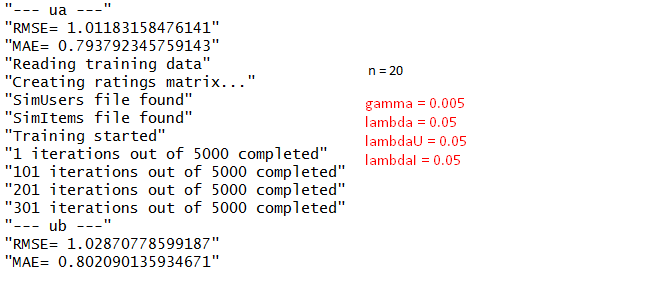 "--- ua ---"
"RMSE= 1.01183158476141"
"MAE= 0.793792345759143"
"Reading training data"
"Creating ratings matrix..."
"SimUsers file found"
"SimItems file found"
"Training started"
"1 iterations out of 5000 completed"
"101 iterations out of 5000 completed"
"201 iterations out of 5000 completed"
"301 iterations out of 5000 completed"
"--- ub ---"
"RMSE= 1.02870778599187"
"MAE= 0.802090135934671"
n = 20
gamma = 0.005
lambda = 0.05
lambdaU = 0.05
lambdaI = 0.05